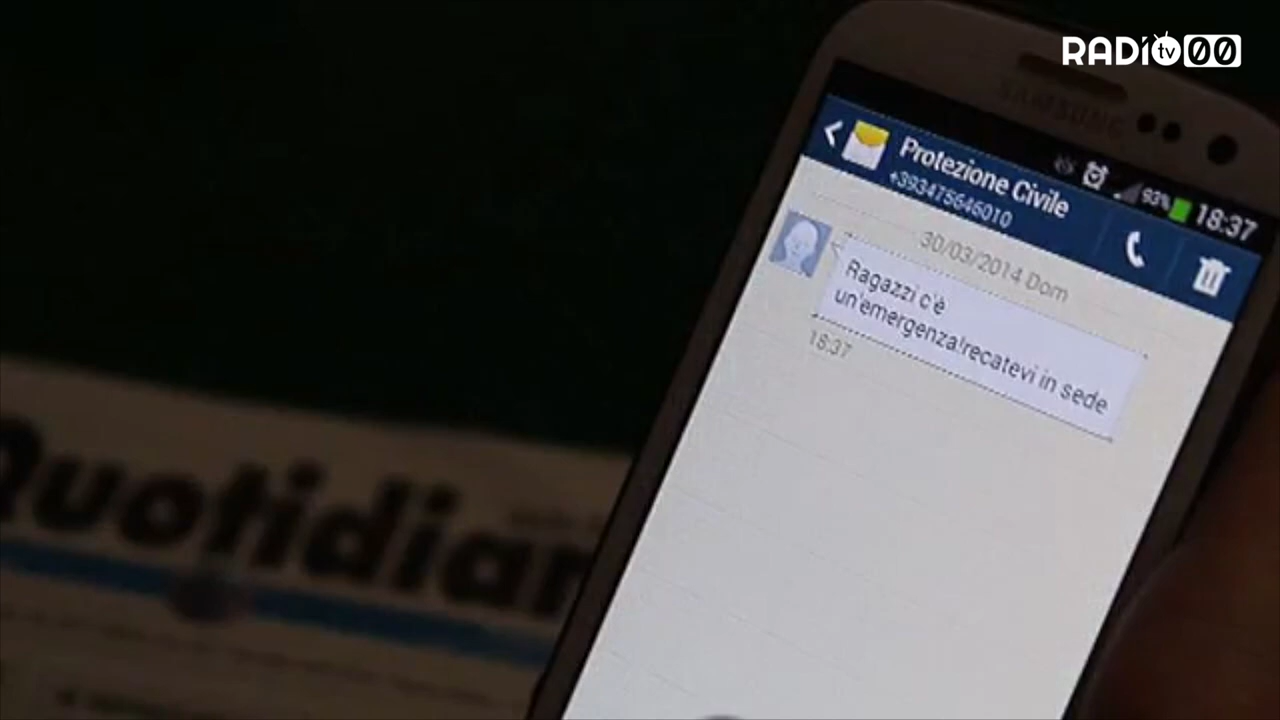 RADIO tv 00
SAMSUNG
93% 18:37
Protezione Civile
+393475646010
30/03/2014 Dom
Ragazzi c'è
un'emergenza!recatevi in sede
18:37
Quotidian